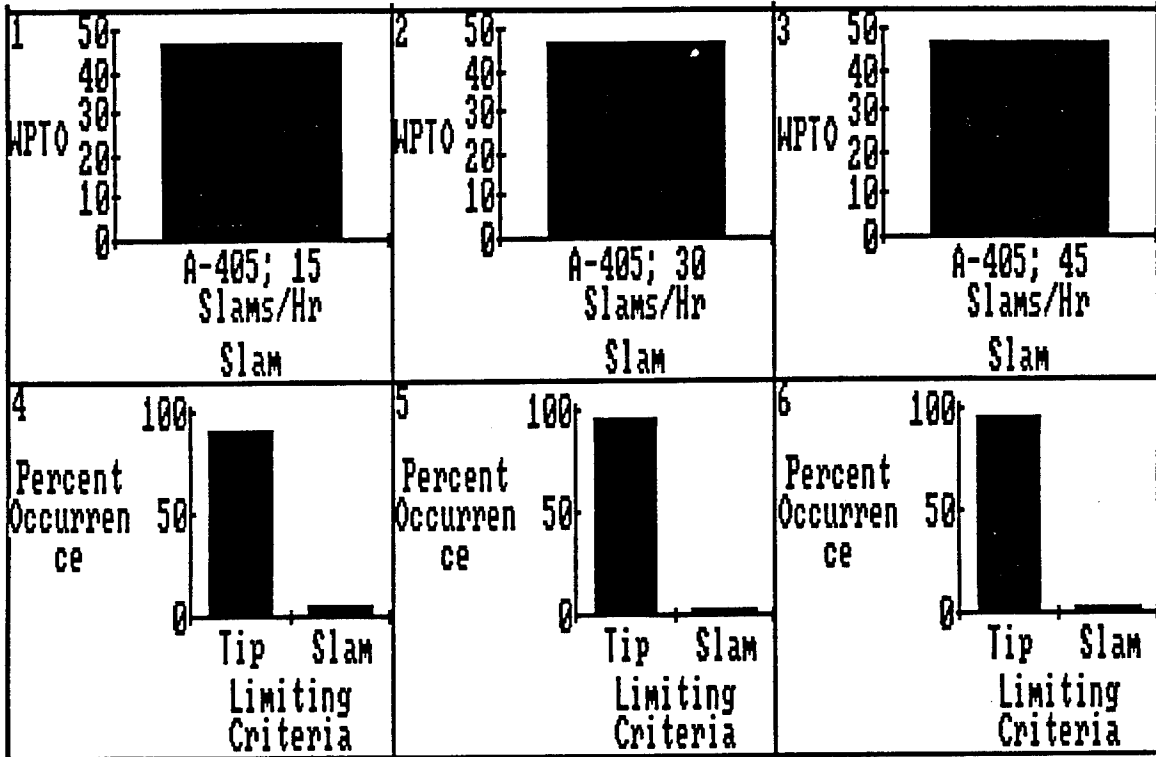 1
WPTO
50
40
30
20
10
0
A-405; 15
Slams/Hr
Slam
2
WPTO
50
40
30
20
10
0
A-405; 30
Slams/Hr
Slam
3
WPTO
50
40
30
20
10
0
A-405; 45
Slams/Hr
Slam
4
Percent
Occurren
ce
100
50
0
Tip Slam
Limiting
Criteria
5
Percent
Occurren
ce
100
50
0
Tip Slam
Limiting
Criteria
6
Percent
Occurren
ce
100
50
0
Tip Slam
Limiting
Criteria